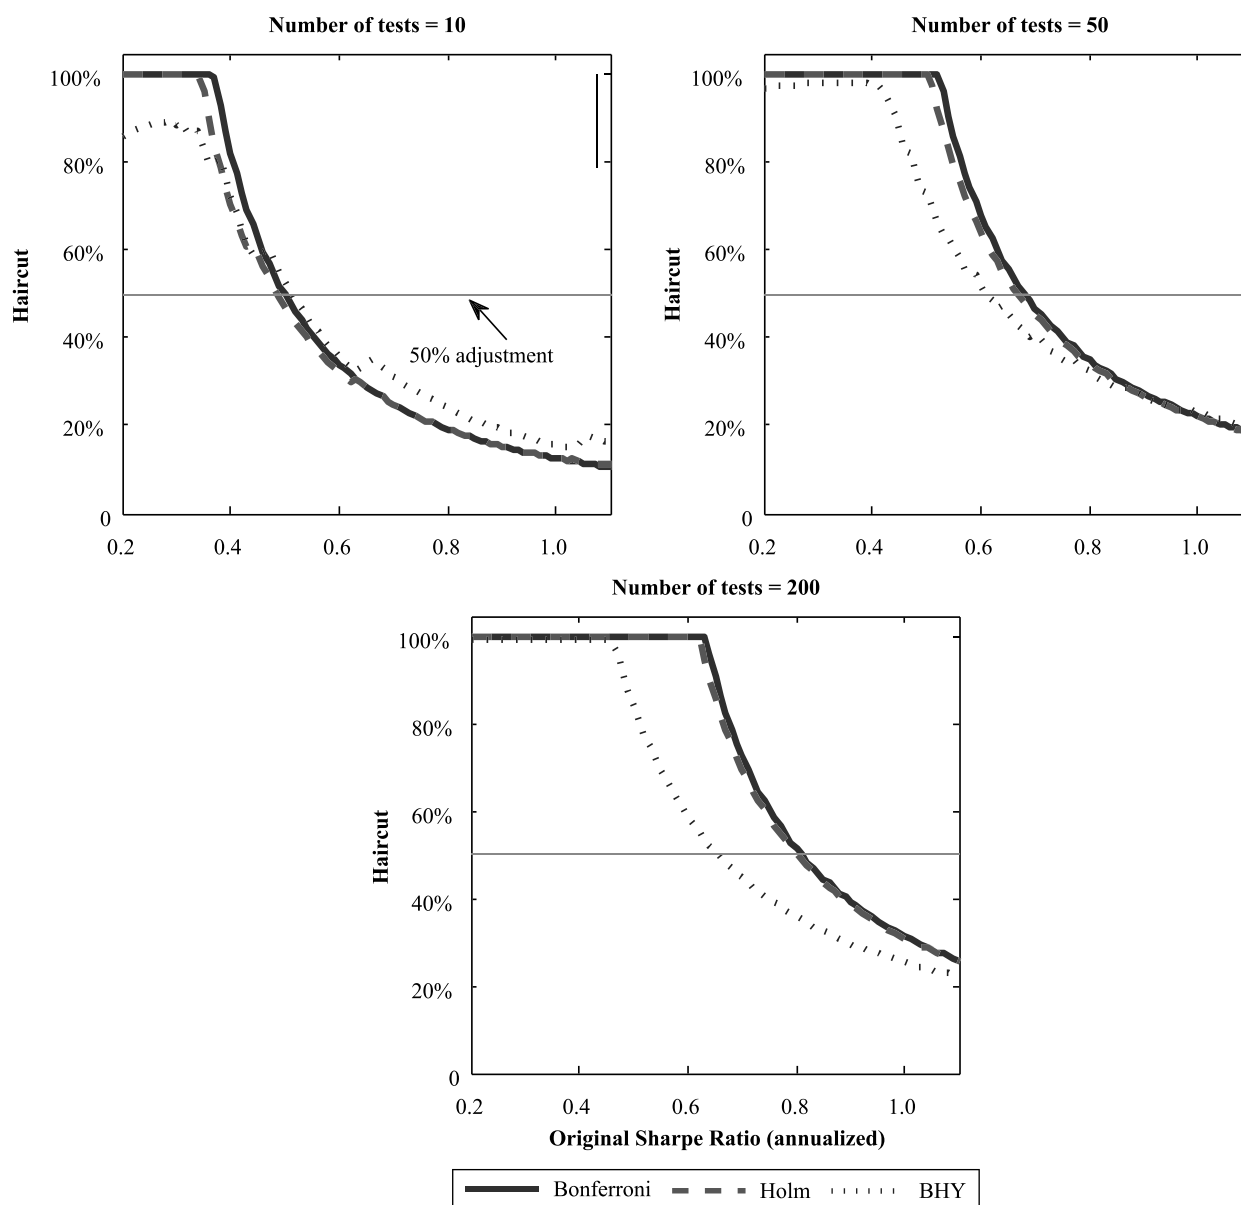 Number of tests = 10
Haircut
100%
80%
60%
40%
20%
0
50% adjustment
0.2 0.4 0.6 0.8 1.0
Number of tests = 50
Haircut
100%
80%
60%
40%
20%
0
0.2 0.4 0.6 0.8 1.0
Number of tests = 200
Haircut
100%
80%
60%
40%
20%
0
0.2 0.4 0.6 0.8 1.0
Original Sharpe Ratio (annualized)
Bonferroni Holm BHY